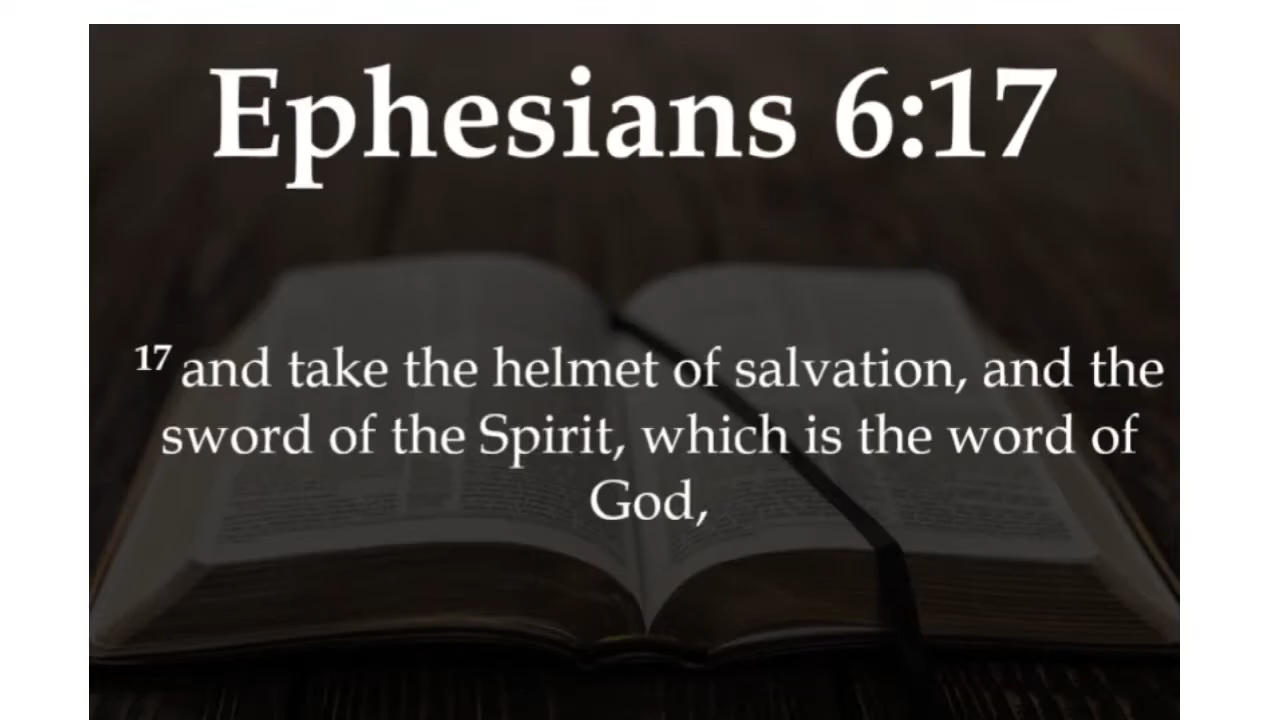 Ephesians 6:17
17 and take the helmet of salvation, and the
sword of the Spirit, which is the word of
God,